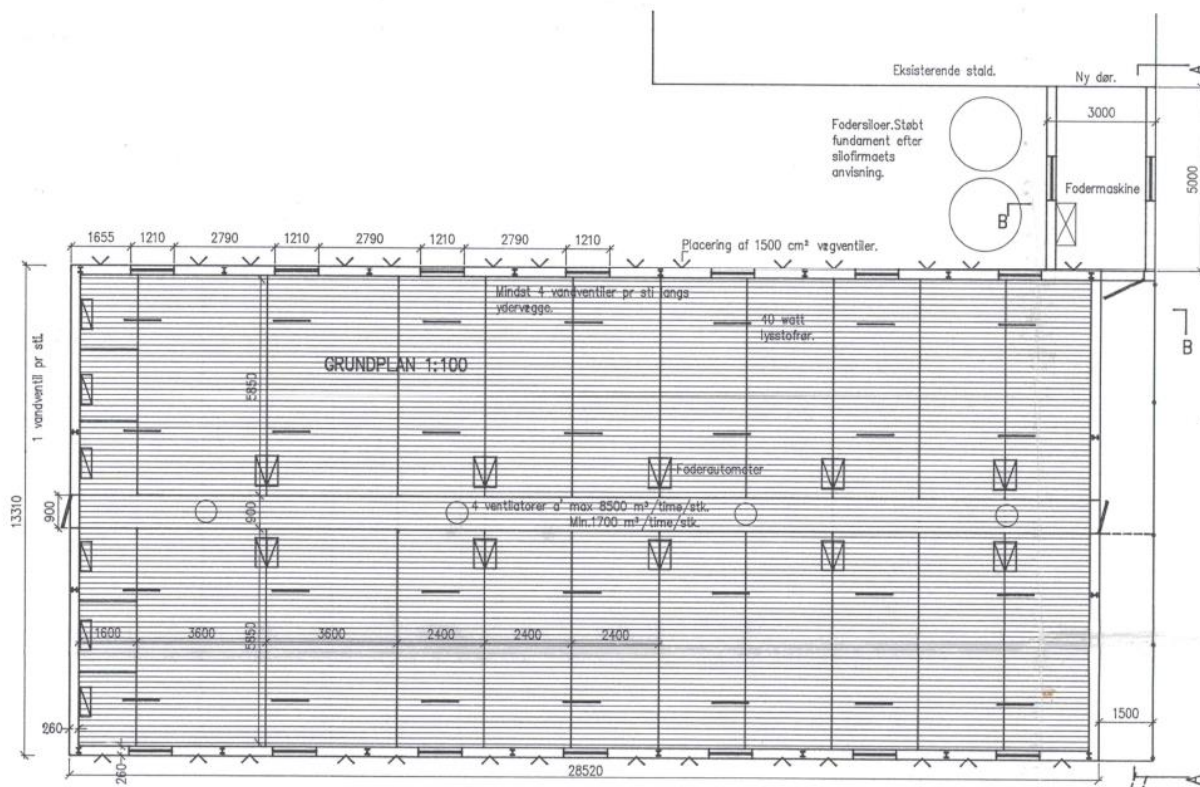 A
Eksisterende stald.
Ny dør.
3000
Fodersiloer.Støbt
fundament efter
silofirmaets
anvisning.
5000
Fodermaskine
B
1655
1210
2790
1210
2790
1210
2790
1210
Placering af 1500 cm² vægventiler.
Mindst 4 vandventiler pr sti langs
ydervægge.
40 watt
lysstofrør.
B
GRUNDPLAN 1:100
1 vandventil pr sti.
5850
Foderautomater
13310
900
900
4 ventilatorer a' max 8500 m³/time/stk.
Min.1700 m³/time/stk.
1600
3600
3600
5850
2400
2400
2400
260
1500
260
28520
A